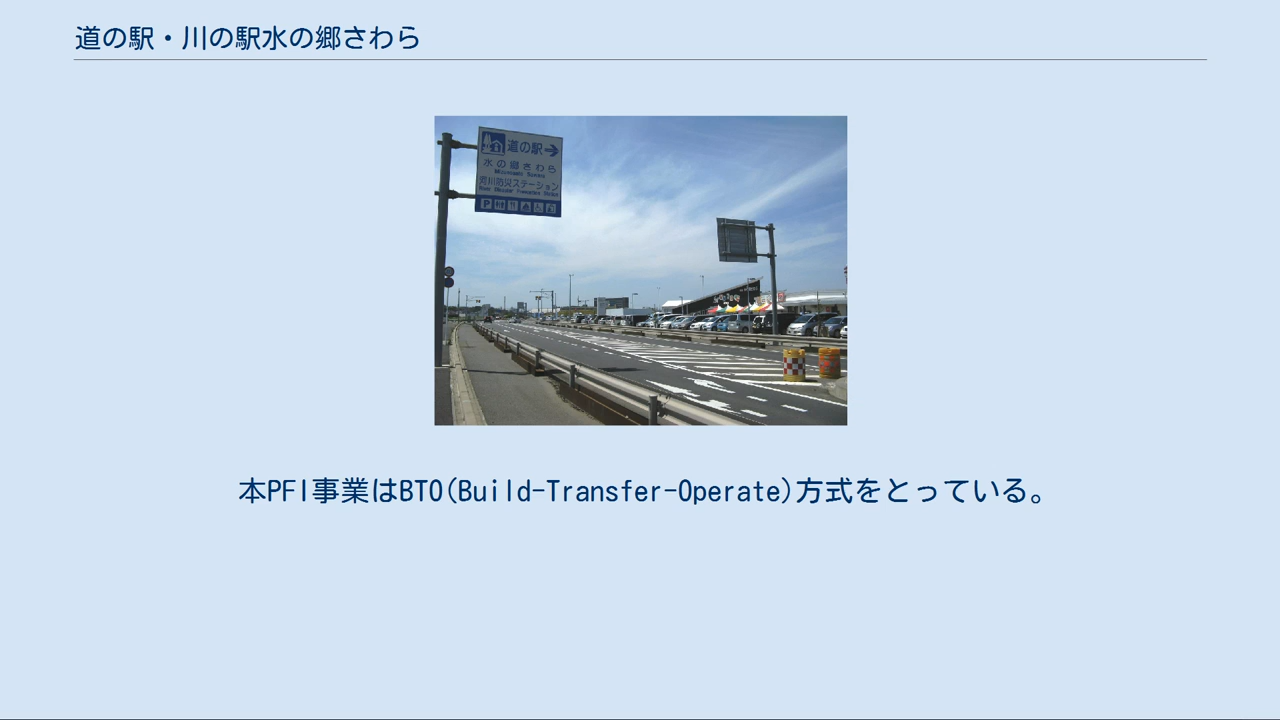 道の駅・川の駅水の郷さわら
道の駅
水の郷さわら
河川防災ステーション
P
本PFI事業はBTO(Build-Transfer-Operate)方式をとっている。